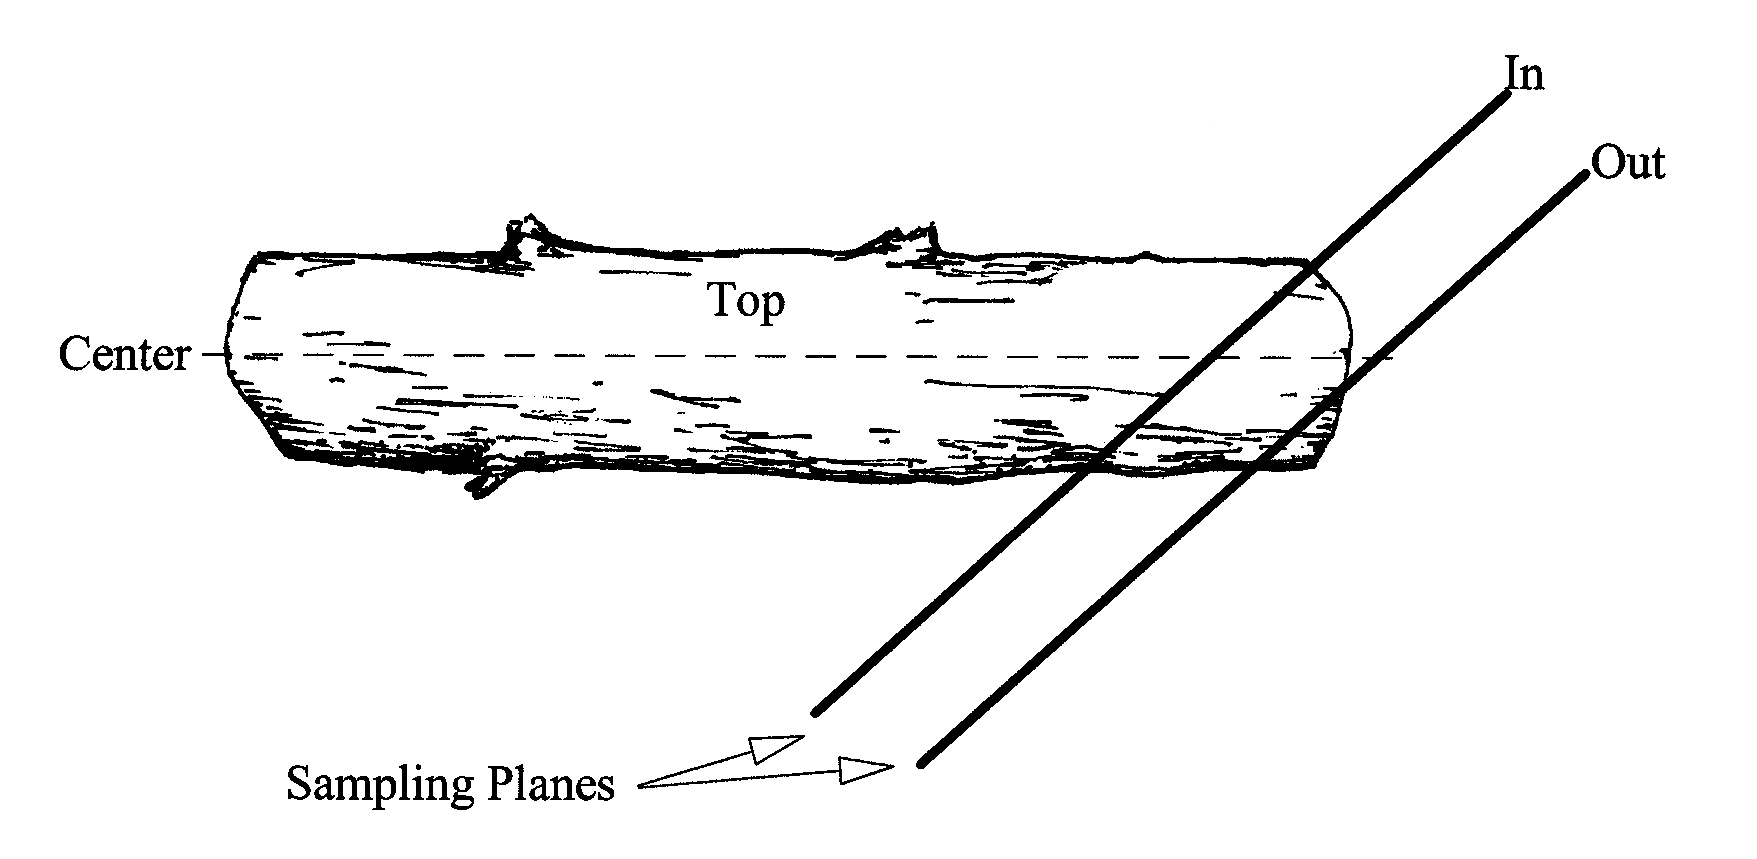 In
Out
Top
Center
Sampling Planes